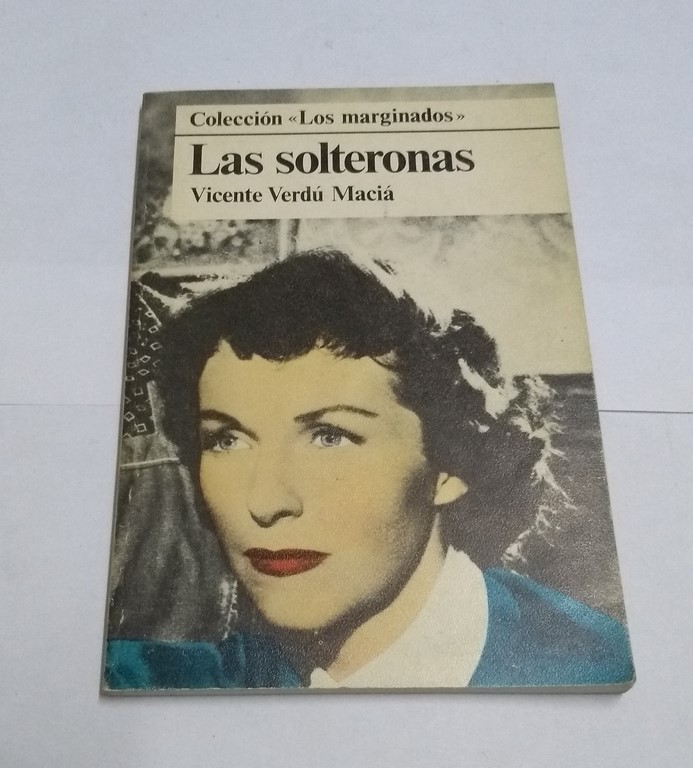 Colección «Los marginados»
Las solteronas
Vicente Verdú Maciá